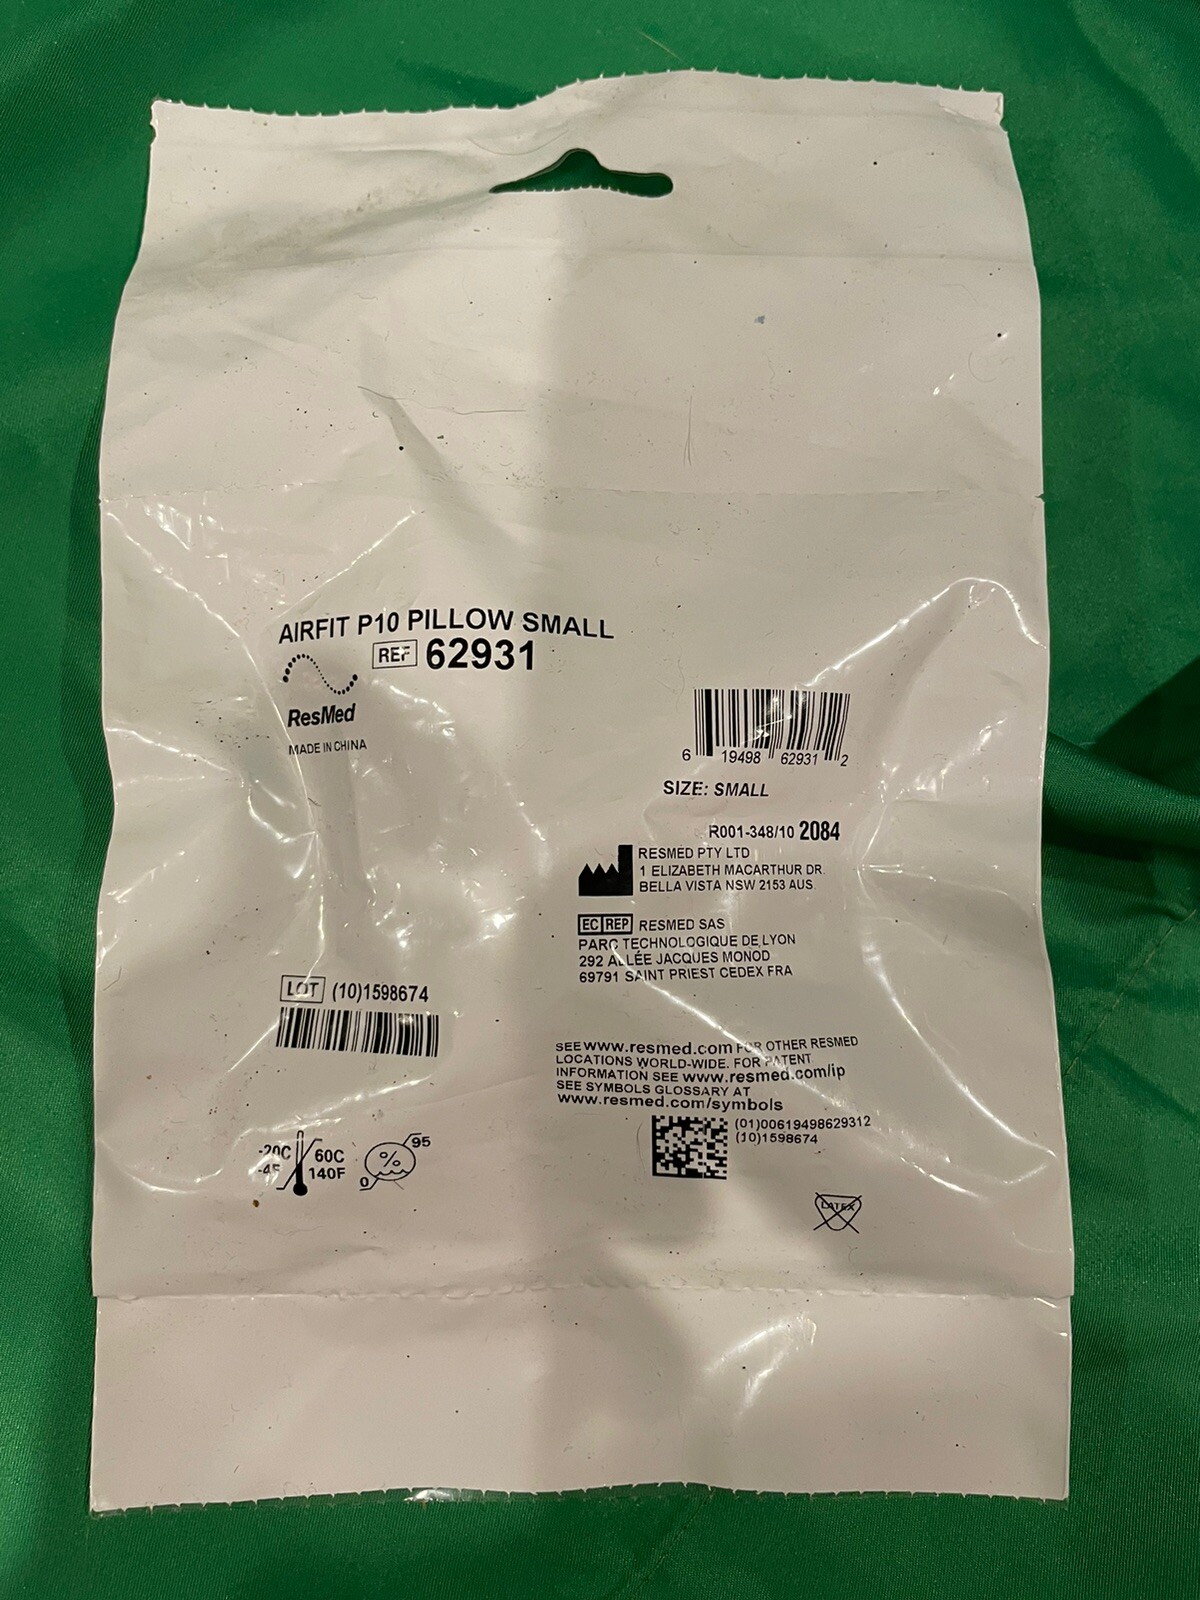 AIRFIT P10 PILLOW SMALL
REF 62931
ResMed
MADE IN CHINA
6 19498 62931 2
SIZE: SMALL
R001-348/10 2084
RESMED PTY LTD
1 ELIZABETH MACARTHUR DR.
BELLA VISTA NSW 2153 AUS.
EC REP RESMED SAS
PARC TECHNOLOGIQUE DE LYON
292 ALLÉE JACQUES MONOD
69791 SAINT PRIEST CEDEX FRA
LOT (10)1598674
SEE www.resmed.com FOR OTHER RESMED
LOCATIONS WORLD-WIDE. FOR PATENT
INFORMATION SEE www.resmed.com/ip
SEE SYMBOLS GLOSSARY AT
www.resmed.com/symbols
(01)00619498629312
(10)1598674
-20C 60C
-4F 140F
0 % 95
LATEX